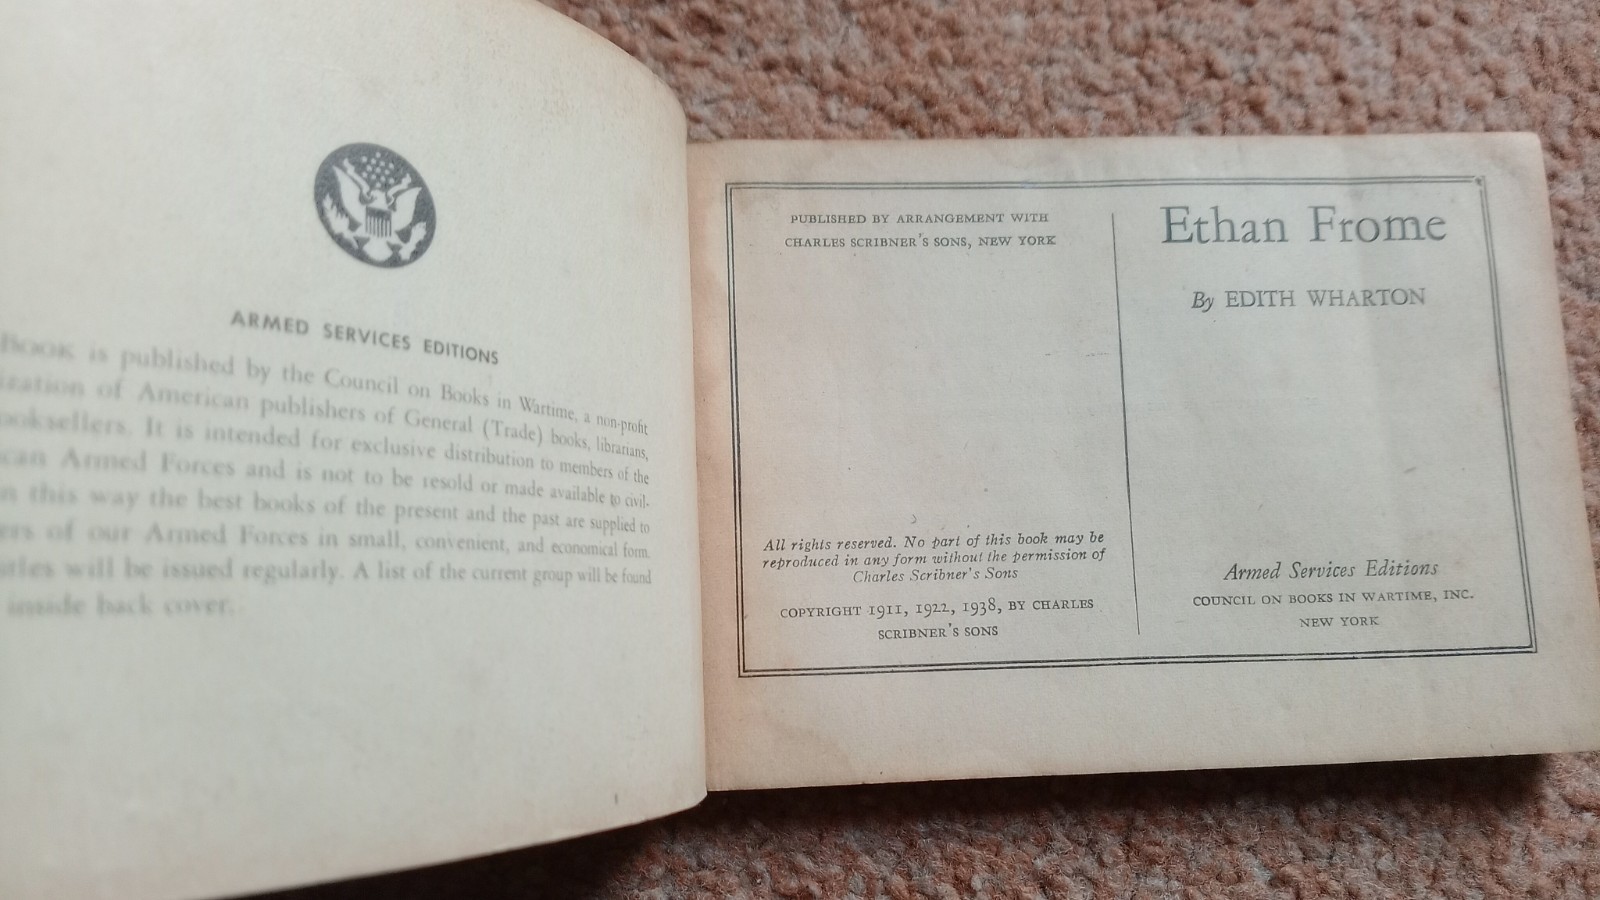 ARMED SERVICES EDITIONS
BOOK is published by the Council on Books in Wartime, a non-profit
ization of American publishers of General (Trade) books, librarians,
ooksellers. It is intended for exclusive distribution to members of the
can Armed Forces and is not to be resold or made available to civil-
n this way the best books of the present and the past are supplied to
ers of our Armed Forces in small, convenient, and economical form.
itles will be issued regularly. A list of the current group will be found
inside back cover.
PUBLISHED BY ARRANGEMENT WITH
CHARLES SCRIBNER'S SONS, NEW YORK
All rights reserved. No part of this book may be
reproduced in any form without the permission of
Charles Scribner's Sons
COPYRIGHT 1911, 1922, 1938, BY CHARLES
SCRIBNER'S SONS
Ethan Frome
By EDITH WHARTON
Armed Services Editions
COUNCIL ON BOOKS IN WARTIME, INC.
NEW YORK